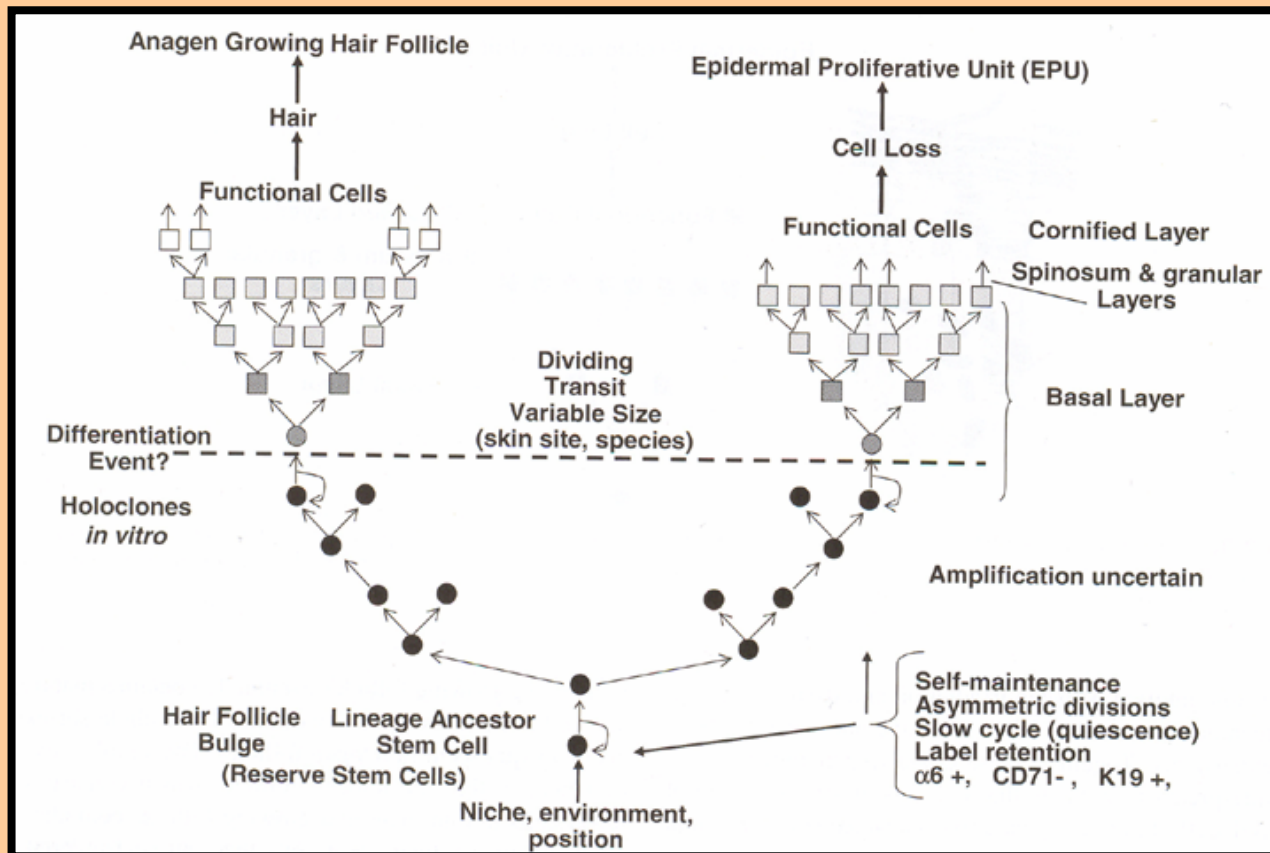 Anagen Growing Hair Follicle
Hair
Functional Cells
Epidermal Proliferative Unit (EPU)
Cell Loss
Functional Cells
Cornified Layer
Spinosum & granular
Layers
Basal Layer
Dividing
Transit
Variable Size
(skin site, species)
Differentiation
Event?
Holoclones
in vitro
Amplification uncertain
Hair Follicle
Bulge
Lineage Ancestor
Stem Cell
(Reserve Stem Cells)
Niche, environment,
position
Self-maintenance
Asymmetric divisions
Slow cycle (quiescence)
Label retention
α6 +, CD71- , K19 +,